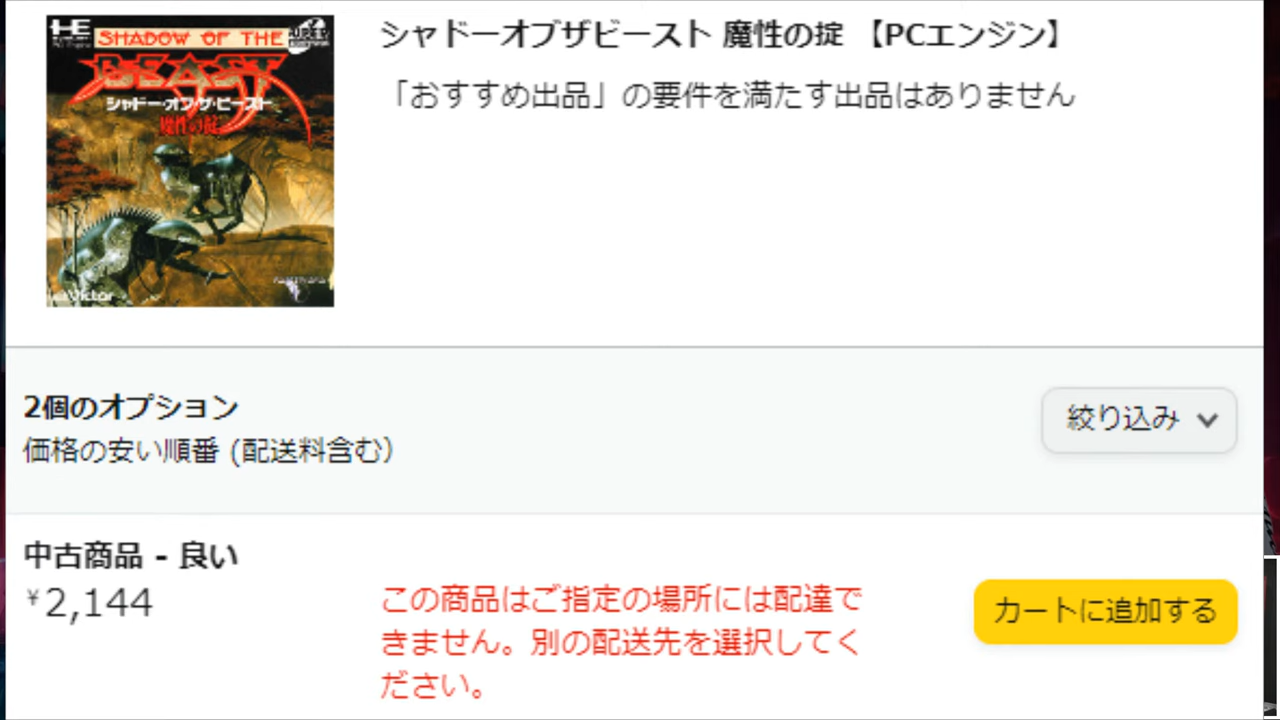 HE
SUPER
SHADOW OF THE
BEAST
シャドー・オブ・ザ・ビースト
魔性の掟
Victor
シャドーオブザビースト 魔性の掟 【PCエンジン】
「おすすめ出品」の要件を満たす出品はありません
2個のオプション
価格の安い順番 (配送料含む)
絞り込み
中古商品 - 良い
¥2,144
この商品はご指定の場所には配達で
きません。別の配送先を選択してく
ださい。
カートに追加する